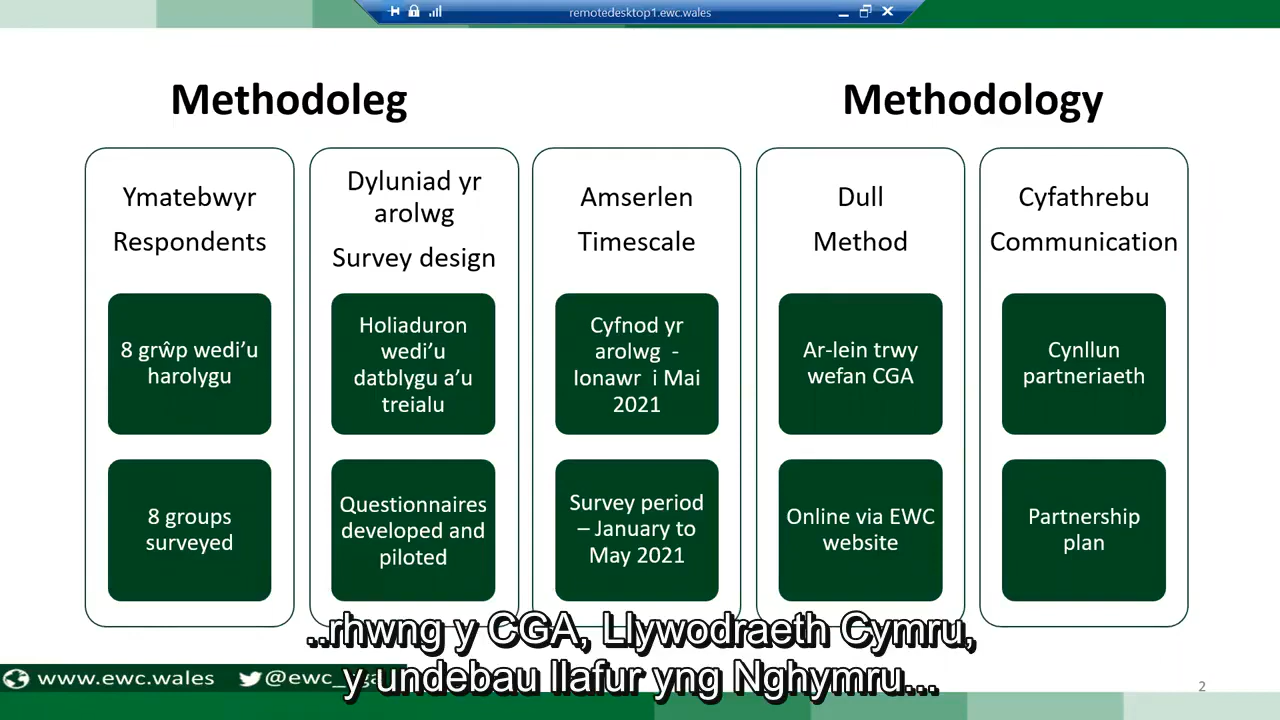 remotedesktop1.ewc.wales
Methodoleg
Methodology
Ymatebwyr
Respondents
8 grŵp wedi’u
harolygu
8 groups
surveyed
Dyluniad yr
arolwg
Survey design
Holiaduron
wedi’u
datblygu a’u
treialu
Questionnaires
developed and
piloted
Amserlen
Timescale
Cyfnod yr
arolwg -
Ionawr i Mai
2021
Survey period
– January to
May 2021
Dull
Method
Ar-lein trwy
wefan CGA
Online via EWC
website
Cyfathrebu
Communication
Cynllun
partneriaeth
Partnership
plan
..rhwng y CGA, Llywodraeth Cymru,
y undebau llafur yng Nghymru...
www.ewc.wales
2